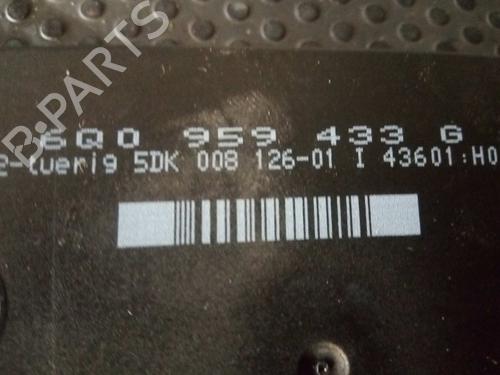 B-PARTS
6Q0 959 433 G
2-tuerig 5DK 008 126-01 I 43601:H0